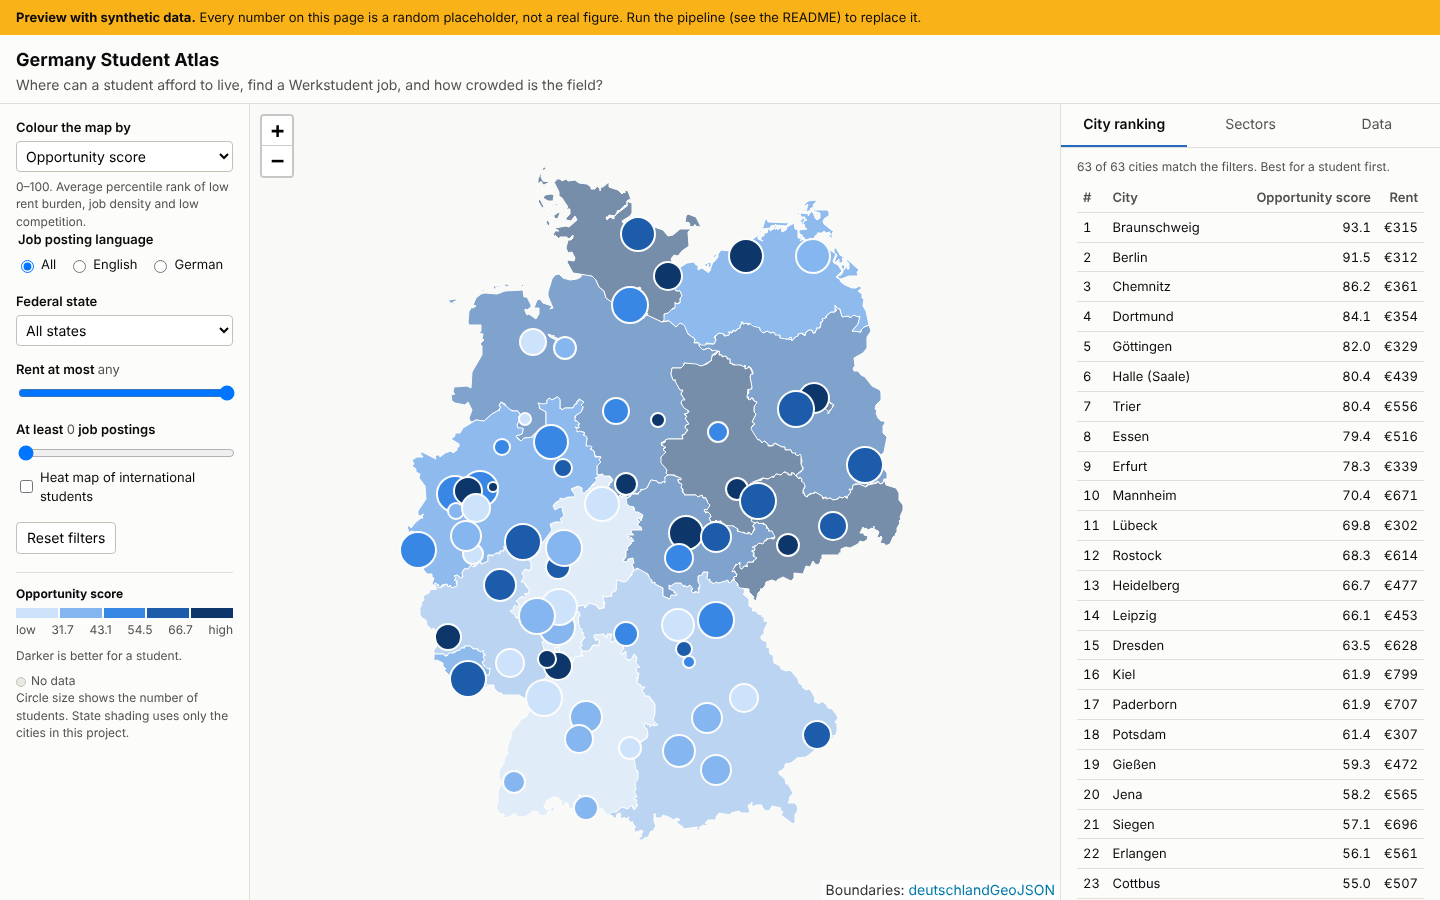 Preview with synthetic data. Every number on this page is a random placeholder, not a real figure. Run the pipeline (see the README) to replace it.
Germany Student Atlas
Where can a student afford to live, find a Werkstudent job, and how crowded is the field?
Colour the map by
Opportunity score
0–100. Average percentile rank of low
rent burden, job density and low
competition.
Job posting language
All English German
Federal state
All states
Rent at most any
At least 0 job postings
Heat map of international
students
Reset filters
Opportunity score
low 31.7 43.1 54.5 66.7 high
Darker is better for a student.
No data
Circle size shows the number of
students. State shading uses only the
cities in this project.
+
−
Boundaries: deutschlandGeoJSON
City ranking Sectors Data
63 of 63 cities match the filters. Best for a student first.
# City Opportunity score Rent
1 Braunschweig 93.1 €315
2 Berlin 91.5 €312
3 Chemnitz 86.2 €361
4 Dortmund 84.1 €354
5 Göttingen 82.0 €329
6 Halle (Saale) 80.4 €439
7 Trier 80.4 €556
8 Essen 79.4 €516
9 Erfurt 78.3 €339
10 Mannheim 70.4 €671
11 Lübeck 69.8 €302
12 Rostock 68.3 €614
13 Heidelberg 66.7 €477
14 Leipzig 66.1 €453
15 Dresden 63.5 €628
16 Kiel 61.9 €799
17 Paderborn 61.9 €707
18 Potsdam 61.4 €307
19 Gießen 59.3 €472
20 Jena 58.2 €565
21 Siegen 57.1 €696
22 Erlangen 56.1 €561
23 Cottbus 55.0 €507